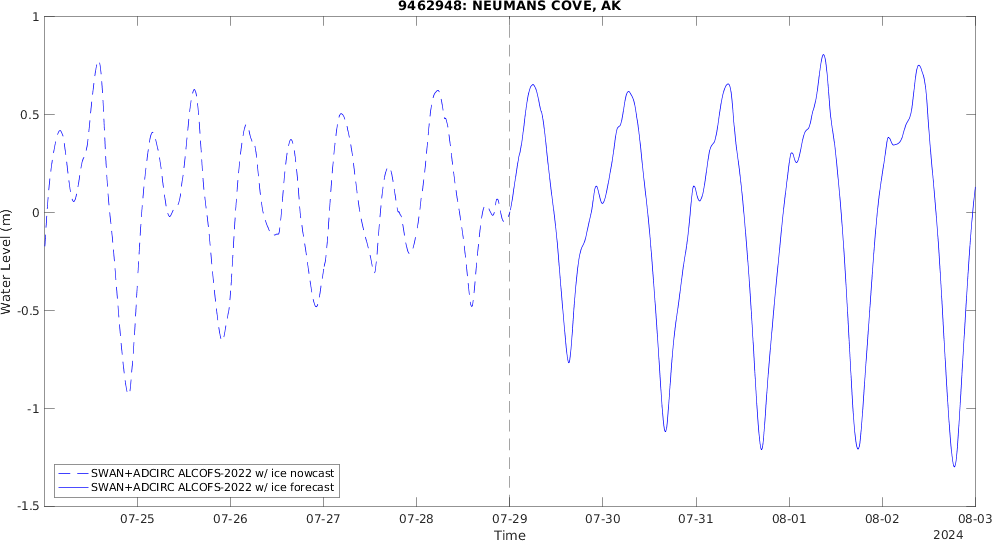 9462948: NEUMANS COVE, AK
Water Level (m)
1
0.5
0
-0.5
-1
-1.5
SWAN+ADCIRC ALCOFS-2022 w/ ice nowcast
SWAN+ADCIRC ALCOFS-2022 w/ ice forecast
07-25 07-26 07-27 07-28 07-29 07-30 07-31 08-01 08-02 08-03
Time
2024